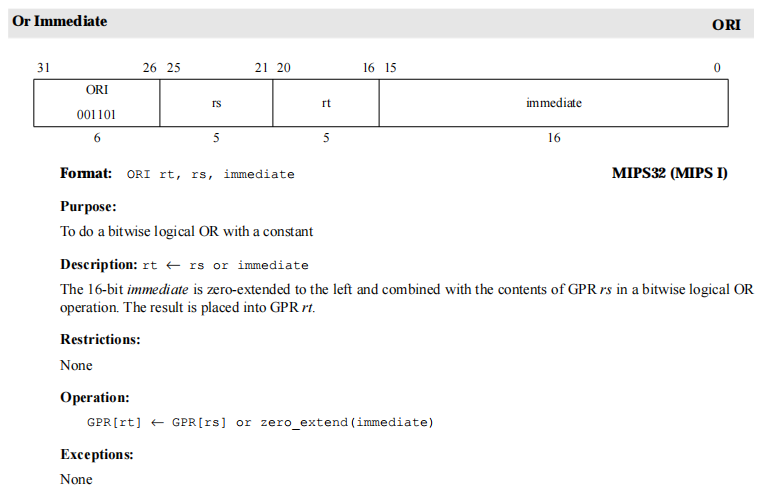 Or Immediate ORI
31 26 25 21 20 16 15 0
ORI
001101
rs rt immediate
6 5 5 16
Format: ORI rt, rs, immediate MIPS32 (MIPS I)
Purpose:
To do a bitwise logical OR with a constant
Description: rt ← rs or immediate
The 16-bit immediate is zero-extended to the left and combined with the contents of GPR rs in a bitwise logical OR
operation. The result is placed into GPR rt.
Restrictions:
None
Operation:
GPR[rt] ← GPR[rs] or zero_extend(immediate)
Exceptions:
None